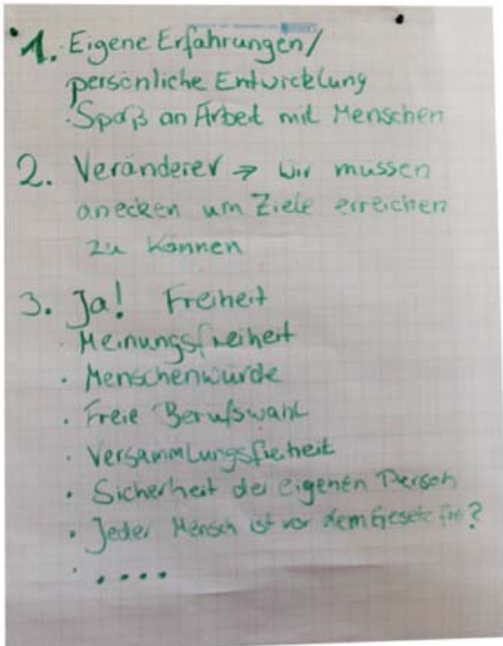 1. · Eigene Erfahrungen/
persönliche Entwicklung
· Spaß an Arbeit mit Menschen
2. Veränderer → Wir müssen
anecken um Ziele erreichen
zu können
3. Ja! Freiheit
· Meinungsfreiheit
· Menschenwürde
· Freie Berufswahl
· Versammlungsfreiheit
· Sicherheit der eigenen Person
· Jeder Mensch ist vor dem Gesetz frei?
· ....